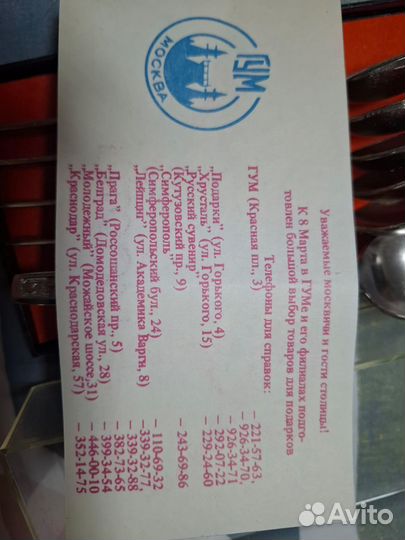 ГУМ
МОСКВА
Уважаемые москвичи и гости столицы!
К 8 Марта в ГУМе и его филиалах подго-
товлен большой выбор товаров для подарков
Телефоны для справок:
ГУМ (Красная пл., 3) — 221-57-63,
— 926-34-70,
— 926-34-71
„Подарки" (ул. Горького, 4) — 292-07-22
„Хрусталь" (ул. Горького, 15) — 229-24-60
„Русский сувенир"
(Кутузовский пр., 9) — 243-69-86
„Симферополь"
(Симферопольский бул., 24) — 110-69-32
„Лейпциг" (ул. Академика Варги, 8) —339-32-77,
— 339-32-88
„Прага" (Россошанский пр., 5) — 382-73-65
„Белград" (Домодедовская ул., 28) — 399-34-54
„Молодежный" (Можайское шоссе,31) — 446-00-10
„Краснодар" (ул. Краснодарская, 57) — 352-14-75
Avito